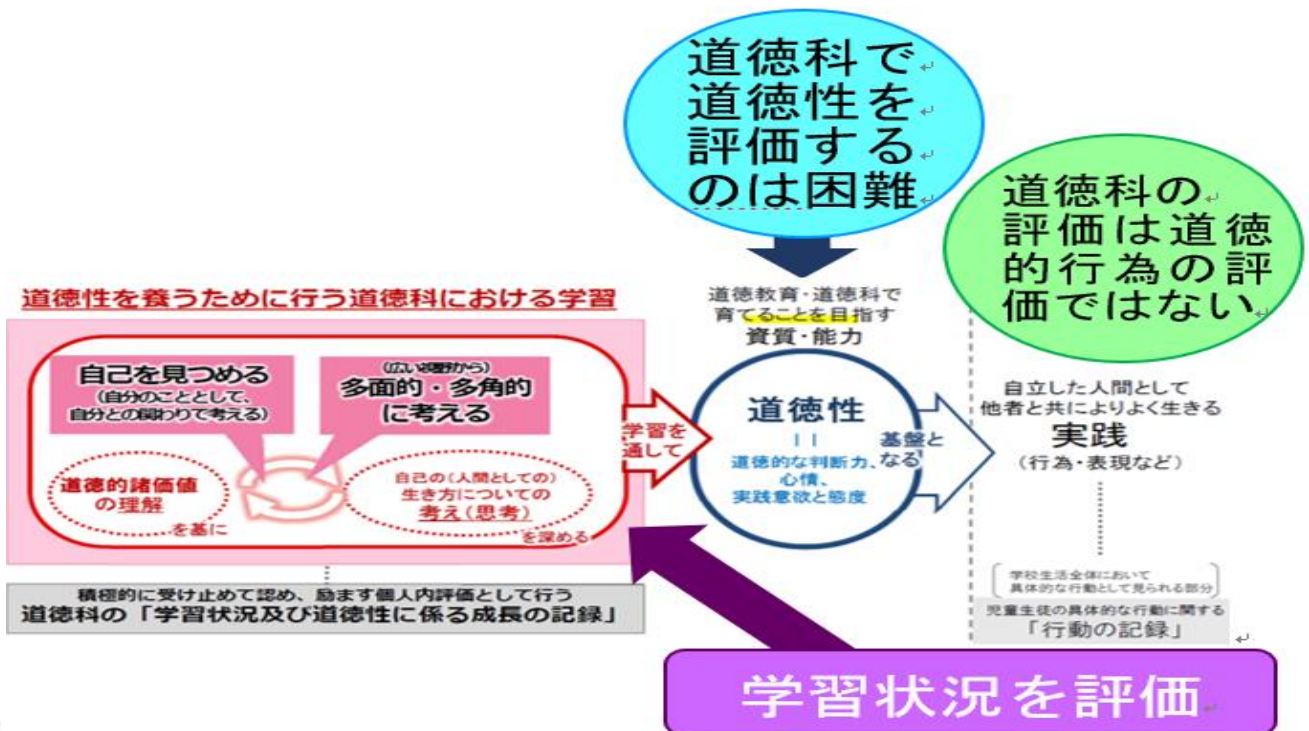 道徳科で
道徳性を
評価する
のは困難
道徳科の
評価は道徳
的行為の評
価ではない
道徳性を養うために行う道徳科における学習
自己を見つめる
(自分のこととして、
自分との関わりで考える)
(広い視野から)
多面的・多角的
に考える
道徳的諸価値
の理解
を基に
自己の(人間としての)
生き方についての
考え(思考)
を深める
積極的に受け止めて認め、励ます個人内評価として行う
道徳科の「学習状況及び道徳性に係る成長の記録」
学習を
通して
道徳教育・道徳科で
育てることを目指す
資質・能力
道徳性
||
道徳的な判断力、
心情、
実践意欲と態度
基盤と
なる
自立した人間として
他者と共によりよく生きる
実践
(行為・表現など)
学校生活全体において
具体的な行動として見られる部分
児童生徒の具体的な行動に関する
「行動の記録」
学習状況を評価